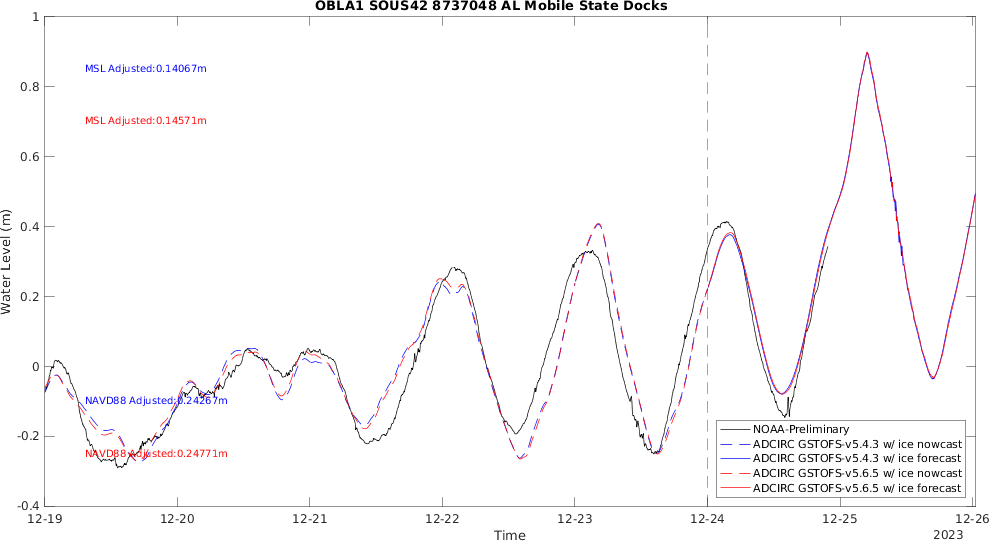 OBLA1 SOUS42 8737048 AL Mobile State Docks
1
0.8
0.6
0.4
0.2
0
-0.2
-0.4
Water Level (m)
MSL Adjusted:0.14067m
MSL Adjusted:0.14571m
NAVD88 Adjusted:0.24267m
NAVD88 Adjusted:0.24771m
NOAA-Preliminary
ADCIRC GSTOFS-v5.4.3 w/ ice nowcast
ADCIRC GSTOFS-v5.4.3 w/ ice forecast
ADCIRC GSTOFS-v5.6.5 w/ ice nowcast
ADCIRC GSTOFS-v5.6.5 w/ ice forecast
12-19 12-20 12-21 12-22 12-23 12-24 12-25 12-26
Time
2023